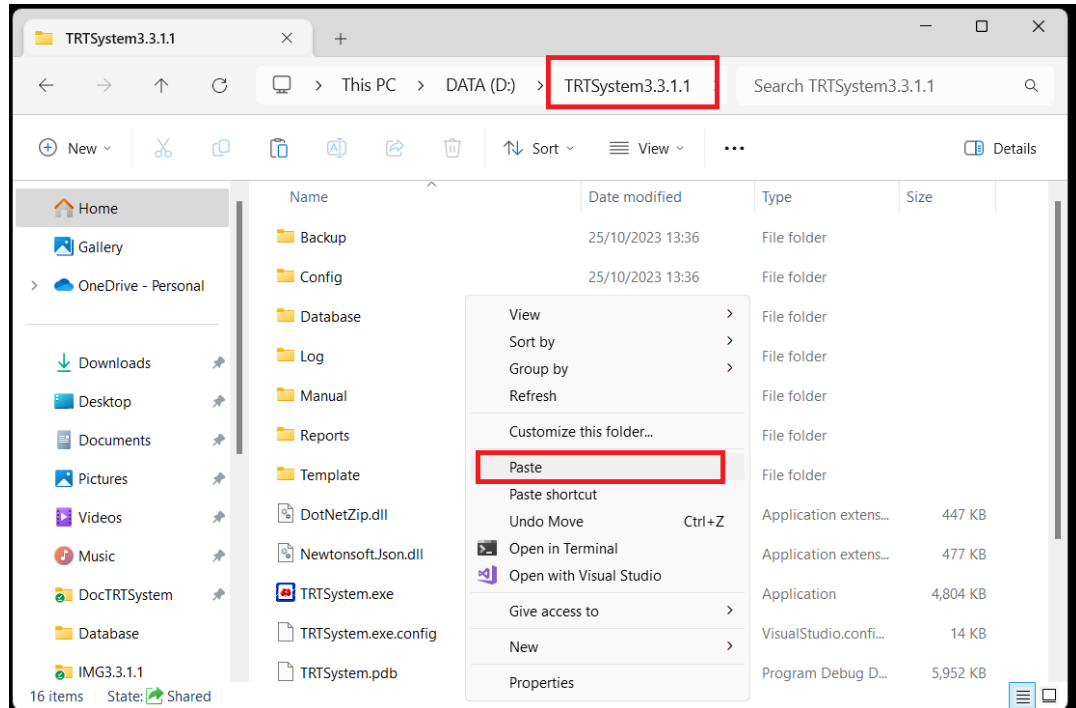 TRTSystem3.3.1.1
This PC > DATA (D:) > TRTSystem3.3.1.1
Search TRTSystem3.3.1.1
New
Sort
View
Details
Home
Gallery
OneDrive - Personal
Downloads
Desktop
Documents
Pictures
Videos
Music
DocTRTSystem
Database
IMG3.3.1.1
Name Date modified Type Size
Backup 25/10/2023 13:36 File folder
Config 25/10/2023 13:36 File folder
Database File folder
Log File folder
Manual File folder
Reports File folder
Template File folder
DotNetZip.dll Application extens... 447 KB
Newtonsoft.Json.dll Application extens... 477 KB
TRTSystem.exe Application 4,804 KB
TRTSystem.exe.config VisualStudio.confi... 14 KB
TRTSystem.pdb Program Debug D... 5,952 KB
View
Sort by
Group by
Refresh
Customize this folder...
Paste
Paste shortcut
Undo Move Ctrl+Z
Open in Terminal
Open with Visual Studio
Give access to
New
Properties
16 items State: Shared